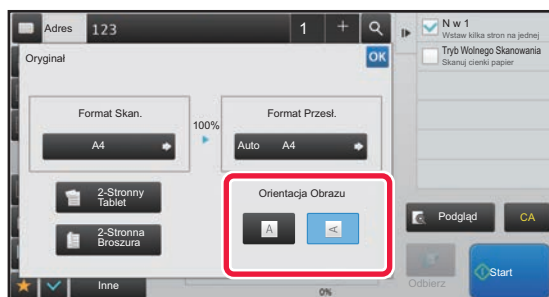 Adres 123 1 +
N w 1
Wstaw kilka stron na jednej
Tryb Wolnego Skanowania
Skanuj cienki papier
Oryginał OK
Format Skan.
A4
100%
Format Przesł.
Auto A4
2-Stronny
Tablet
2-Stronna
Broszura
Orientacja Obrazu
A A
Podgląd CA
Odbierz
Start
Inne
0%